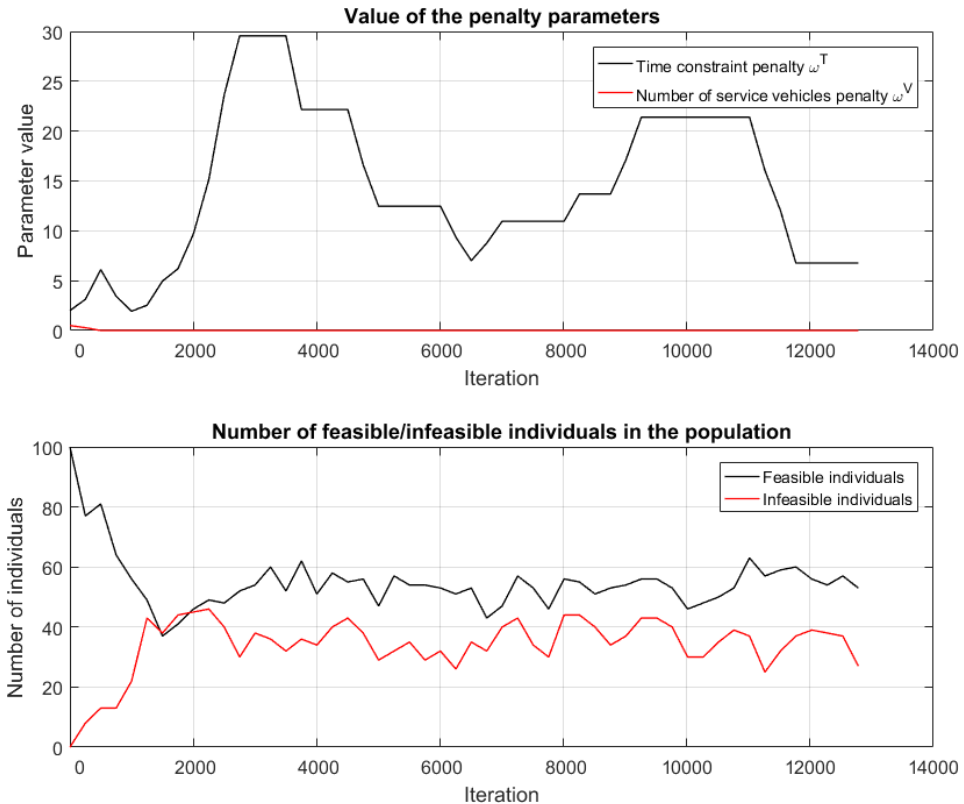 Value of the penalty parameters
30
25
20
15
10
5
0
Parameter value
Time constraint penalty ω^T
Number of service vehicles penalty ω^V
0 2000 4000 6000 8000 10000 12000 14000
Iteration
Number of feasible/infeasible individuals in the population
100
80
60
40
20
0
Number of individuals
Feasible individuals
Infeasible individuals
0 2000 4000 6000 8000 10000 12000 14000
Iteration